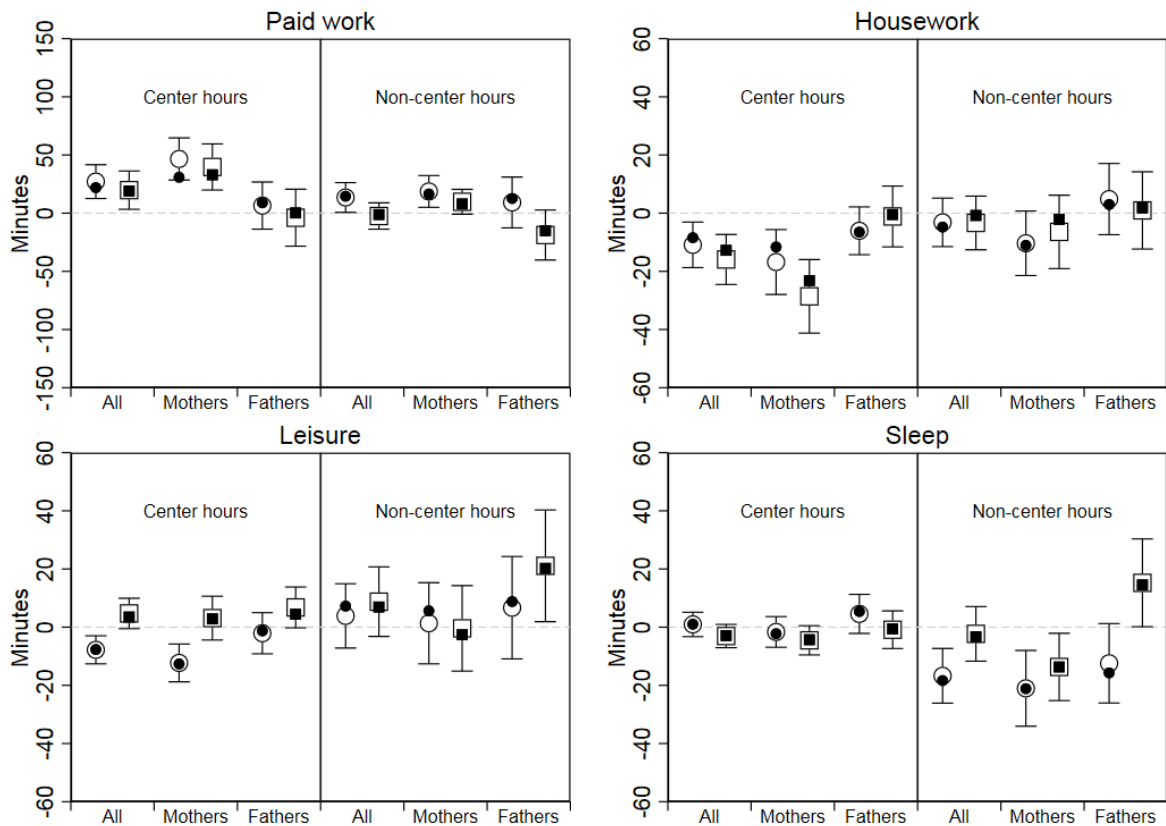 Paid work
150
100
50
0
-50
-100
-150
Minutes
Center hours
Non-center hours
All Mothers Fathers All Mothers Fathers
Housework
60
40
20
0
-20
-40
-60
Minutes
Center hours
Non-center hours
All Mothers Fathers All Mothers Fathers
Leisure
60
40
20
0
-20
-40
-60
Minutes
Center hours
Non-center hours
All Mothers Fathers All Mothers Fathers
Sleep
60
40
20
0
-20
-40
-60
Minutes
Center hours
Non-center hours
All Mothers Fathers All Mothers Fathers